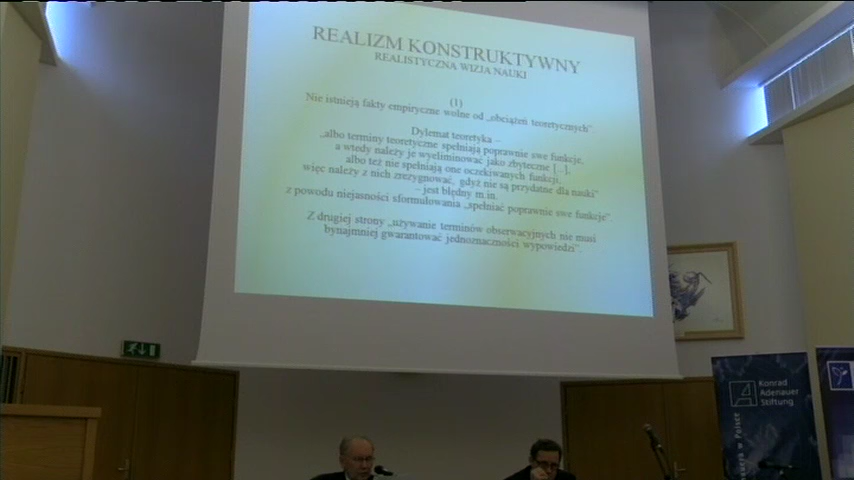 REALIZM KONSTRUKTYWNY
REALISTYCZNA WIZJA NAUKI
(1)
Nie istnieją fakty empiryczne wolne od „obciążeń teoretycznych”.
Dylemat teoretyka –
„albo terminy teoretyczne spełniają poprawnie swe funkcje,
a wtedy należy je wyeliminować jako zbyteczne [...],
albo też nie spełniają one oczekiwanych funkcji,
więc należy z nich zrezygnować, gdyż nie są przydatne dla nauki”
– jest błędny m.in.
z powodu niejasności sformułowania „spełniać poprawnie swe funkcje”.
Z drugiej strony „używanie terminów obserwacyjnych nie musi
bynajmniej gwarantować jednoznaczności wypowiedzi”.
Konrad
Adenauer
Stiftung
w Polsce